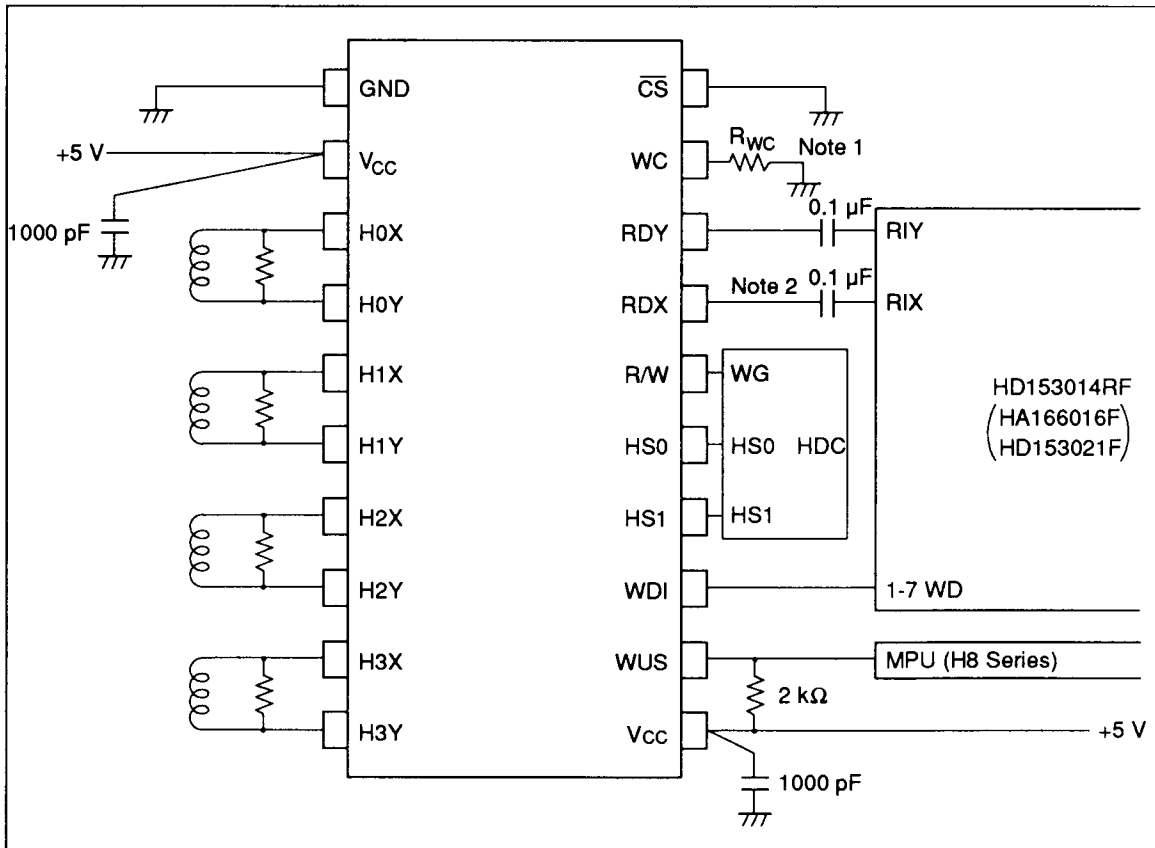 GND
+5 V
VCC
1000 pF
H0X
H0Y
H1X
H1Y
H2X
H2Y
H3X
H3Y
CS
WC
RWC
Note 1
RDY
0.1 µF
RIY
RDX
Note 2
0.1 µF
RIX
R/W
WG
HS0
HS0
HDC
HS1
HS1
HD153014RF
(HA166016F
HD153021F)
WDI
1-7 WD
WUS
MPU (H8 Series)
2 kΩ
VCC
+5 V
1000 pF